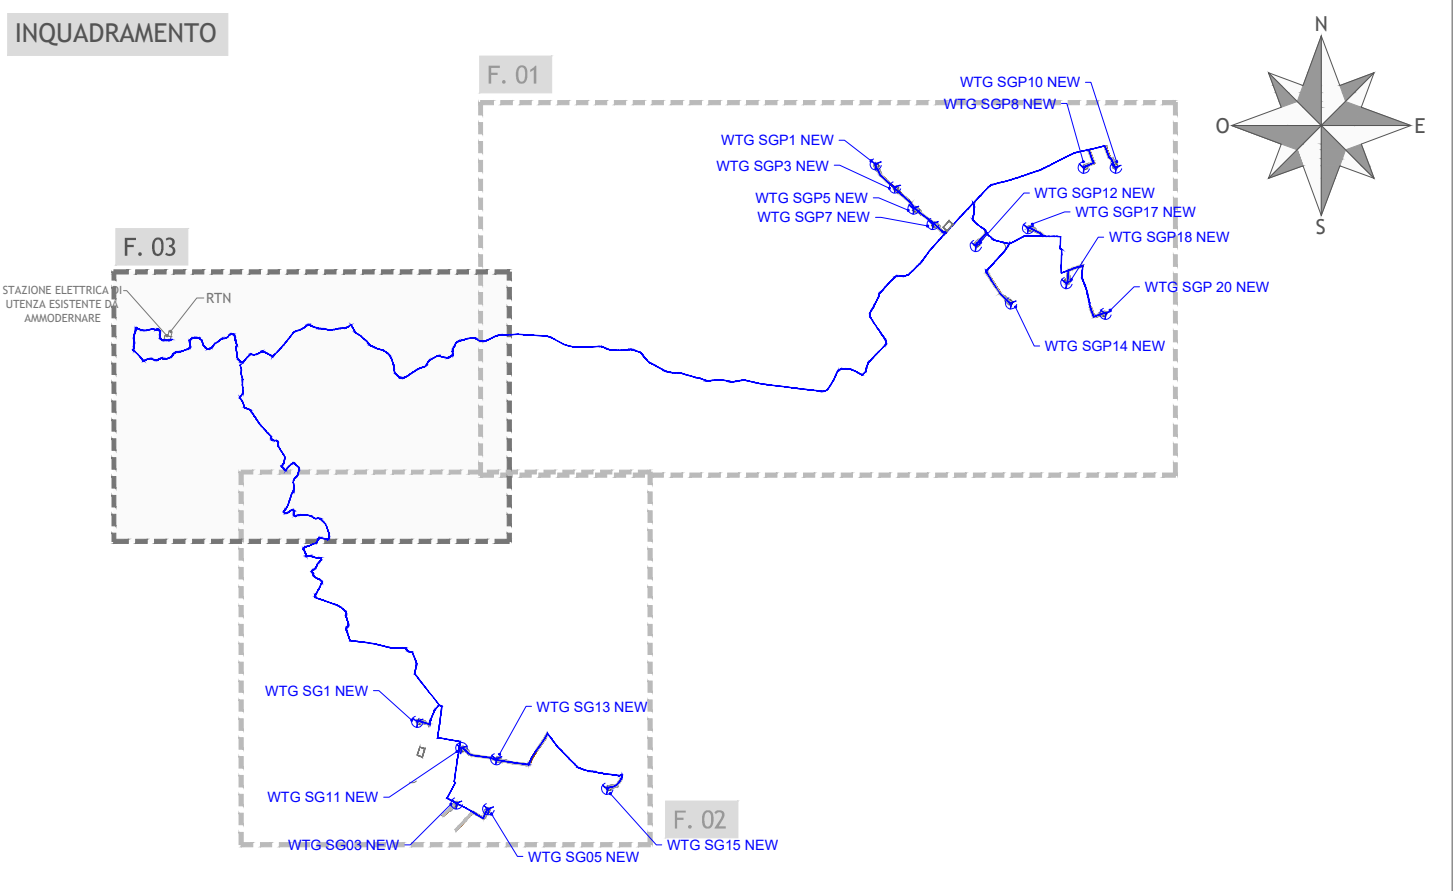 INQUADRAMENTO
N
F. 01
WTG SGP10 NEW
WTG SGP8 NEW
O
E
WTG SGP1 NEW
WTG SGP3 NEW
WTG SGP5 NEW
WTG SGP7 NEW
WTG SGP12 NEW
WTG SGP17 NEW
S
WTG SGP18 NEW
F. 03
STAZIONE ELETTRICA DI
UTENZA ESISTENTE DA
AMMODERNARE
RTN
WTG SGP 20 NEW
WTG SGP14 NEW
WTG SG1 NEW
WTG SG13 NEW
WTG SG11 NEW
F. 02
WTG SG03 NEW
WTG SG05 NEW
WTG SG15 NEW